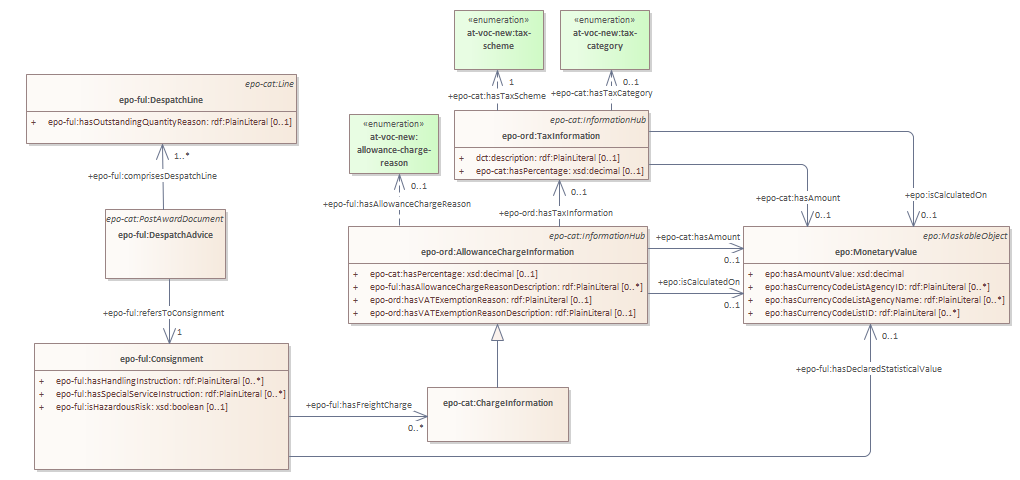 «enumeration»
at-voc-new:tax-
scheme
«enumeration»
at-voc-new:tax-
category
1
0..1
+epo-cat:hasTaxScheme
+epo-cat:hasTaxCategory
epo-cat:Line
epo-ful:DespatchLine
+ epo-ful:hasOutstandingQuantityReason: rdf:PlainLiteral [0..1]
«enumeration»
at-voc-new:
allowance-charge-
reason
epo-cat:InformationHub
epo-ord:TaxInformation
+ dct:description: rdf:PlainLiteral [0..1]
+ epo-cat:hasPercentage: xsd:decimal [0..1]
1..*
+epo-ful:comprisesDespatchLine
0..1
+epo-ful:hasAllowanceChargeReason
0..1
+epo-ord:hasTaxInformation
+epo-cat:hasAmount
0..1
+epo:isCalculatedOn
0..1
epo-cat:PostAwardDocument
epo-ful:DespatchAdvice
epo-cat:InformationHub
epo-ord:AllowanceChargeInformation
+ epo-cat:hasPercentage: xsd:decimal [0..1]
+ epo-ful:hasAllowanceChargeReasonDescription: rdf:PlainLiteral [0..*]
+ epo-ord:hasVATExemptionReason: rdf:PlainLiteral [0..1]
+ epo-ord:hasVATExemptionReasonDescription: rdf:PlainLiteral [0..1]
+epo-cat:hasAmount
0..1
+epo:isCalculatedOn
0..1
epo:MaskableObject
epo:MonetaryValue
+ epo:hasAmountValue: xsd:decimal
+ epo:hasCurrencyCodeListAgencyID: rdf:PlainLiteral [0..*]
+ epo:hasCurrencyCodeListAgencyName: rdf:PlainLiteral [0..*]
+ epo:hasCurrencyCodeListID: rdf:PlainLiteral [0..*]
+epo-ful:refersToConsignment
1
epo-ful:Consignment
+ epo-ful:hasHandlingInstruction: rdf:PlainLiteral [0..*]
+ epo-ful:hasSpecialServiceInstruction: rdf:PlainLiteral [0..*]
+ epo-ful:isHazardousRisk: xsd:boolean [0..1]
+epo-ful:hasFreightCharge
0..*
epo-cat:ChargeInformation
0..1
+epo-ful:hasDeclaredStatisticalValue